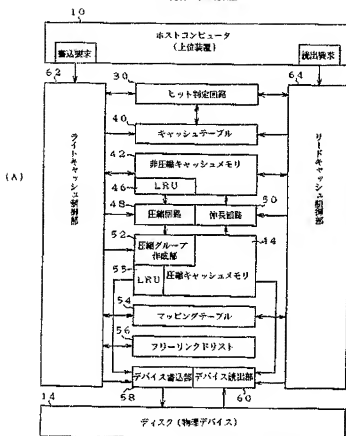 10
ホストコンピュータ
(上位装置)
書込要求
読出要求
62
64
30
ヒット判定回路
40
キャッシュテーブル
42
非圧縮キャッシュメモリ
46
LRU
48
50
圧縮回路
伸長回路
52
44
圧縮グループ
作成部
55
LRU
圧縮キャッシュメモリ
54
マッピングテーブル
56
フリーリンクドリスト
デバイス書込部
デバイス読出部
58
60
ライトキャッシュ制御部
リードキャッシュ制御部
(A)
14
ディスク(物理デバイス)